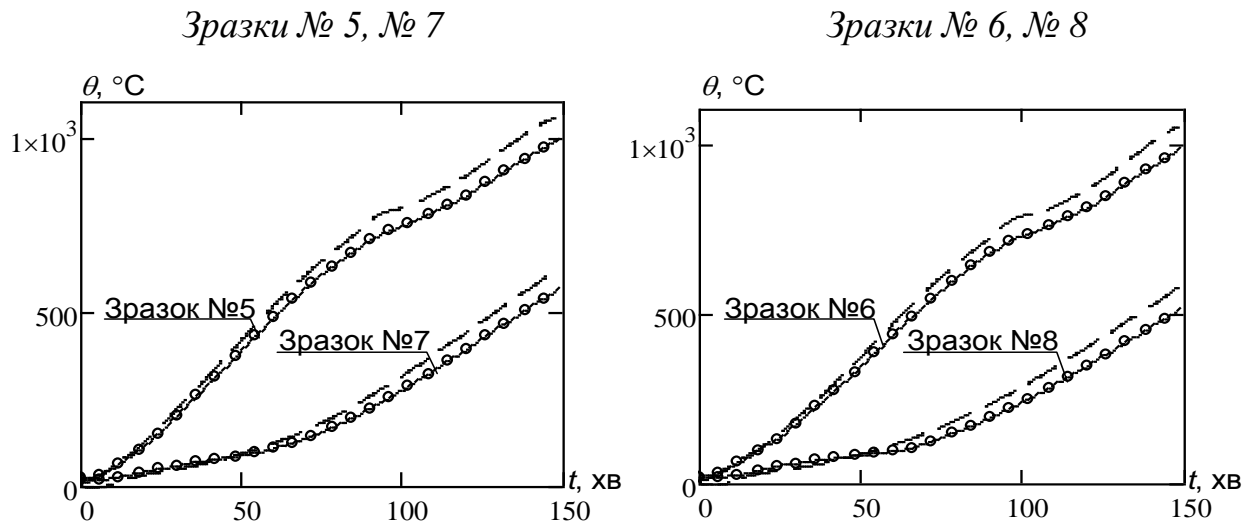 Зразки № 5, № 7
θ, °C
1×10³
500
0
Зразок №5
Зразок №7
t, хв
0 50 100 150
Зразки № 6, № 8
θ, °C
1×10³
500
0
Зразок №6
Зразок №8
t, хв
0 50 100 150